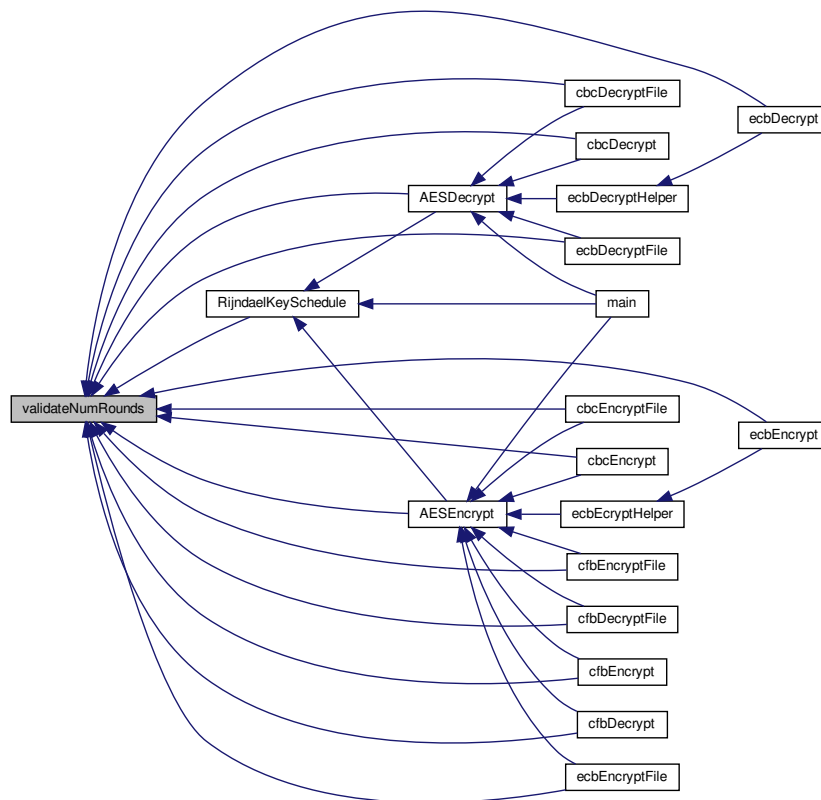 cbcDecryptFile
ecbDecrypt
cbcDecrypt
AESDecrypt
ecbDecryptHelper
ecbDecryptFile
RijndaelKeySchedule
main
validateNumRounds
cbcEncryptFile
ecbEncrypt
cbcEncrypt
AESEncrypt
ecbEcryptHelper
cfbEncryptFile
cfbDecryptFile
cfbEncrypt
cfbDecrypt
ecbEncryptFile